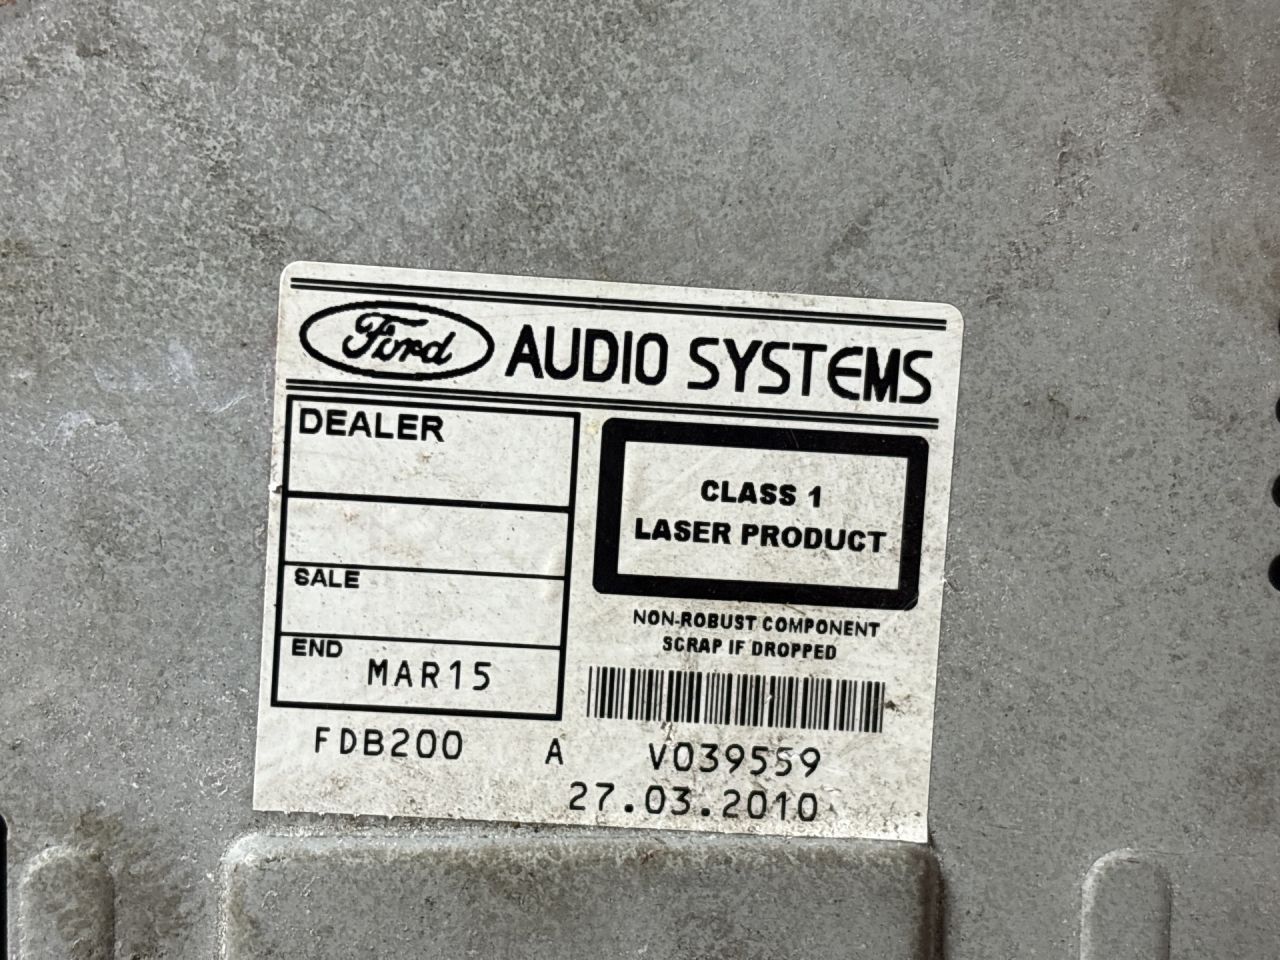 Ford AUDIO SYSTEMS
DEALER
SALE
END MAR15
CLASS 1
LASER PRODUCT
NON-ROBUST COMPONENT
SCRAP IF DROPPED
FDB200 A V039559
27.03.2010